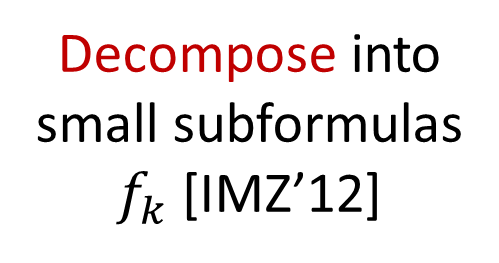 Decompose into
small subformulas
𝑓𝑘 [IMZ’12]